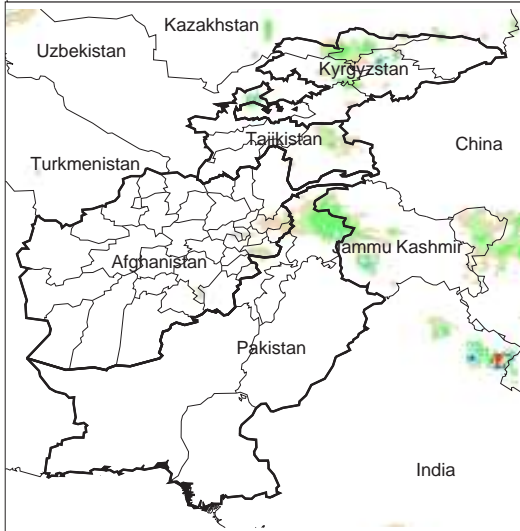 Kazakhstan
Uzbekistan
Kyrgyzstan
Tajikistan
China
Turkmenistan
Jammu Kashmir
Afghanistan
Pakistan
India